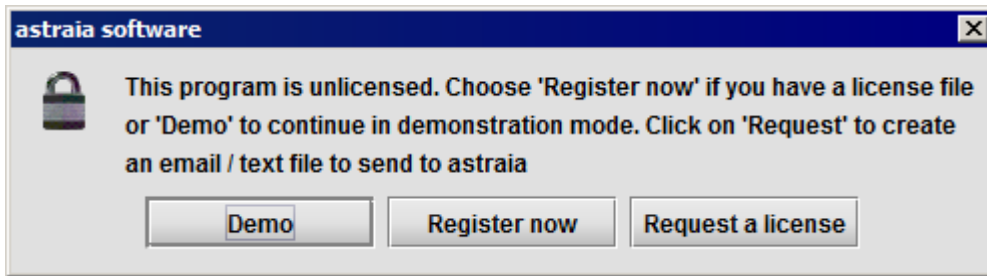 astraia software
This program is unlicensed. Choose 'Register now' if you have a license file
or 'Demo' to continue in demonstration mode. Click on 'Request' to create
an email / text file to send to astraia
Demo Register now Request a license